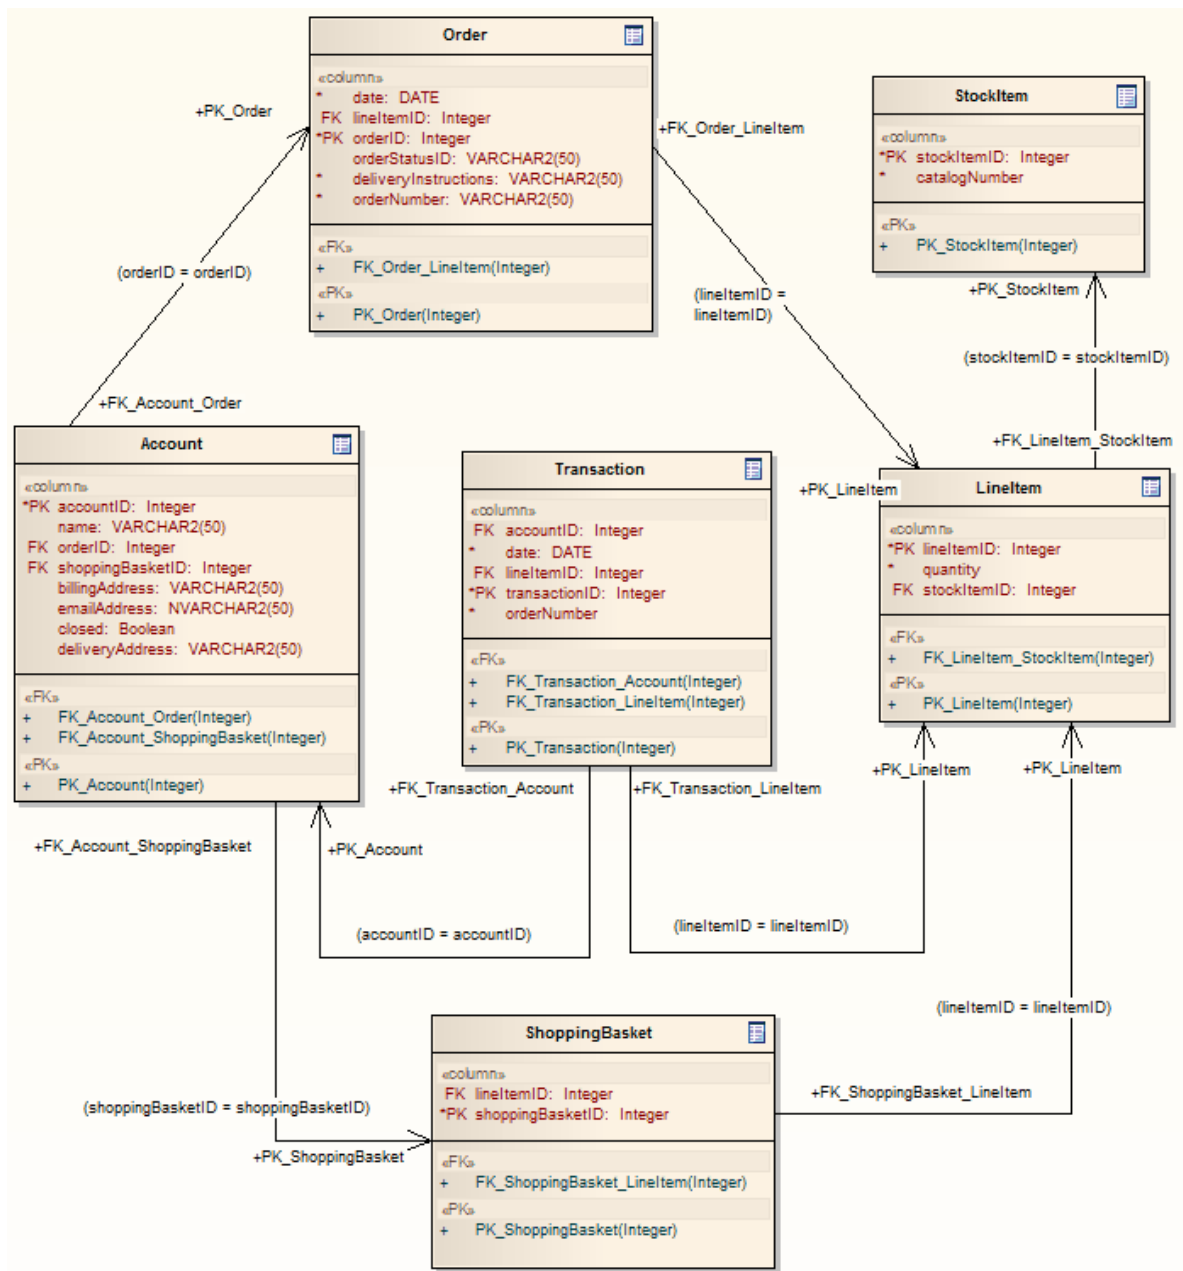 Order
«column»
* date: DATE
FK lineItemID: Integer
*PK orderID: Integer
orderStatusID: VARCHAR2(50)
* deliveryInstructions: VARCHAR2(50)
* orderNumber: VARCHAR2(50)
«FK»
+ FK_Order_LineItem(Integer)
«PK»
+ PK_Order(Integer)
+PK_Order
(orderID = orderID)
+FK_Account_Order
+FK_Order_LineItem
(lineItemID =
lineItemID)
+PK_LineItem
StockItem
«column»
*PK stockItemID: Integer
* catalogNumber
«PK»
+ PK_StockItem(Integer)
+PK_StockItem
(stockItemID = stockItemID)
+FK_LineItem_StockItem
Account
«column»
*PK accountID: Integer
name: VARCHAR2(50)
FK orderID: Integer
FK shoppingBasketID: Integer
billingAddress: VARCHAR2(50)
emailAddress: NVARCHAR2(50)
closed: Boolean
deliveryAddress: VARCHAR2(50)
«FK»
+ FK_Account_Order(Integer)
+ FK_Account_ShoppingBasket(Integer)
«PK»
+ PK_Account(Integer)
Transaction
«column»
FK accountID: Integer
* date: DATE
FK lineItemID: Integer
*PK transactionID: Integer
* orderNumber
«FK»
+ FK_Transaction_Account(Integer)
+ FK_Transaction_LineItem(Integer)
«PK»
+ PK_Transaction(Integer)
LineItem
«column»
*PK lineItemID: Integer
* quantity
FK stockItemID: Integer
«FK»
+ FK_LineItem_StockItem(Integer)
«PK»
+ PK_LineItem(Integer)
+FK_Transaction_Account
+FK_Transaction_LineItem
+PK_LineItem
+PK_LineItem
+FK_Account_ShoppingBasket
+PK_Account
(accountID = accountID)
(lineItemID = lineItemID)
(lineItemID = lineItemID)
(shoppingBasketID = shoppingBasketID)
+PK_ShoppingBasket
+FK_ShoppingBasket_LineItem
ShoppingBasket
«column»
FK lineItemID: Integer
*PK shoppingBasketID: Integer
«FK»
+ FK_ShoppingBasket_LineItem(Integer)
«PK»
+ PK_ShoppingBasket(Integer)